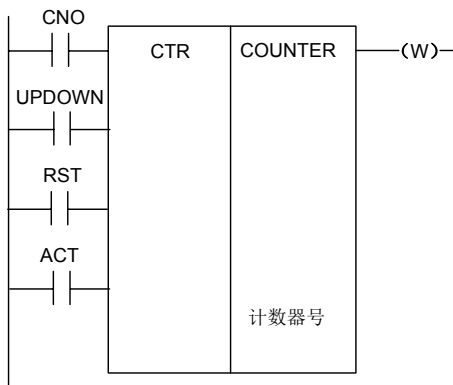 CNO
CTR COUNTER (W)
UPDOWN
RST
ACT
计数器号